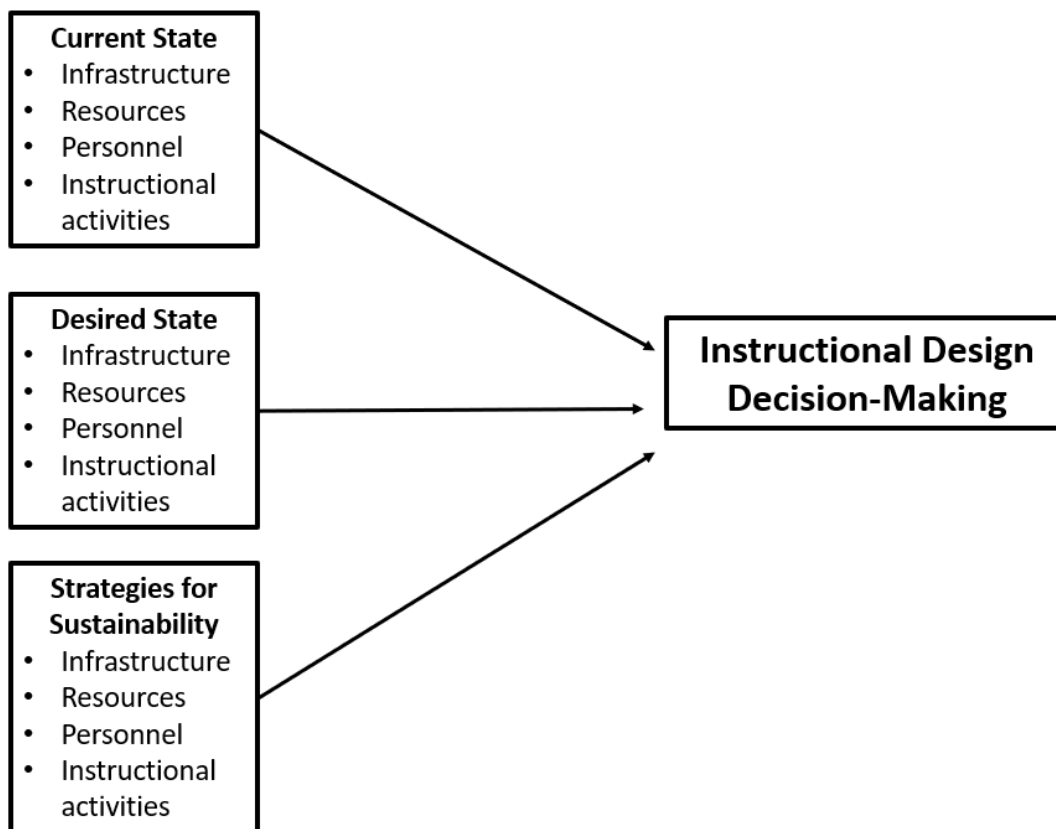 Current State
• Infrastructure
• Resources
• Personnel
• Instructional
activities
Desired State
• Infrastructure
• Resources
• Personnel
• Instructional
activities
Strategies for
Sustainability
• Infrastructure
• Resources
• Personnel
• Instructional
activities
Instructional Design
Decision-Making